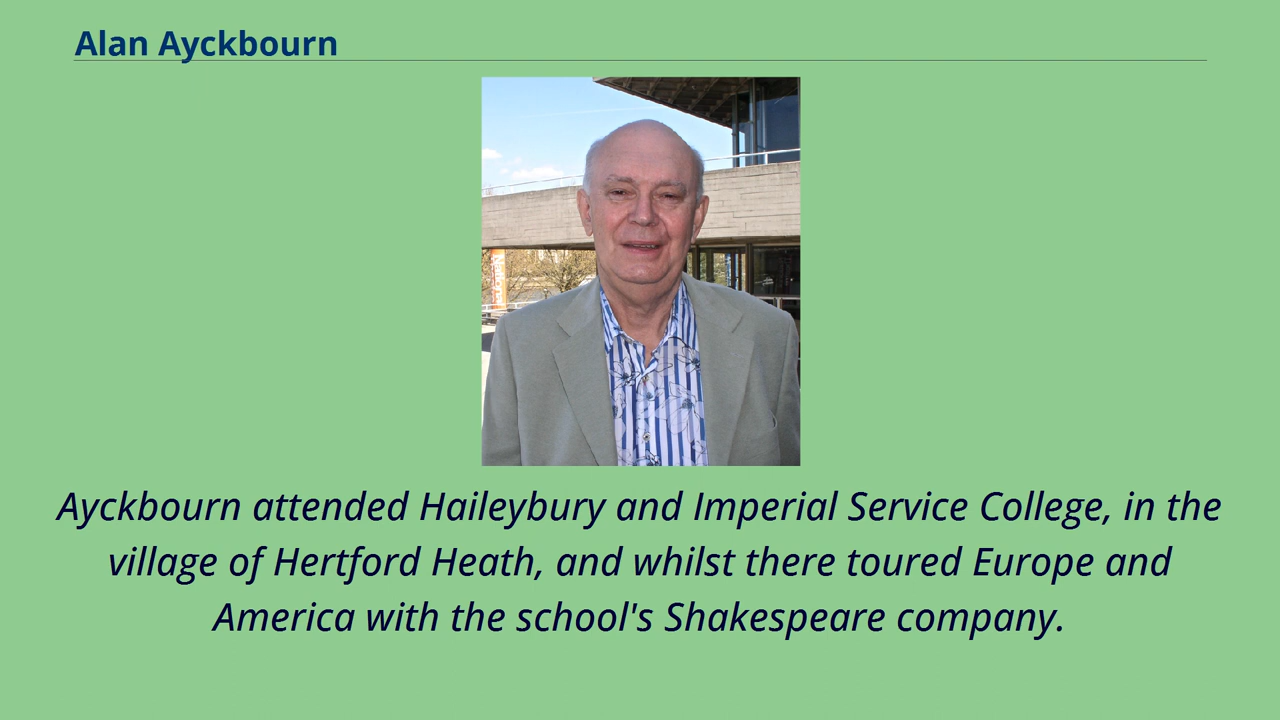 Alan Ayckbourn
Ayckbourn attended Haileybury and Imperial Service College, in the
village of Hertford Heath, and whilst there toured Europe and
America with the school's Shakespeare company.